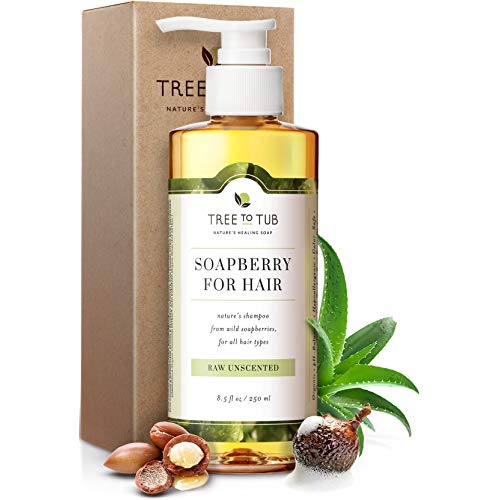 TREE TO
NATURE'S
TREE TO TUB
NATURE'S HEALING SOAP
SOAPBERRY
FOR HAIR
nature's shampoo
from wild soapberries,
for all hair types
RAW UNSCENTED
8.5 fl oz / 250 ml